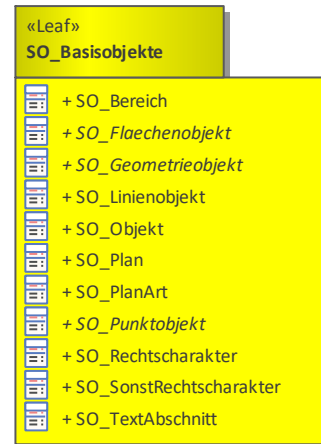 «Leaf»
SO_Basisobjekte
+ SO_Bereich
+ SO_Flaechenobjekt
+ SO_Geometrieobjekt
+ SO_Linienobjekt
+ SO_Objekt
+ SO_Plan
+ SO_PlanArt
+ SO_Punktobjekt
+ SO_Rechtscharakter
+ SO_SonstRechtscharakter
+ SO_TextAbschnitt